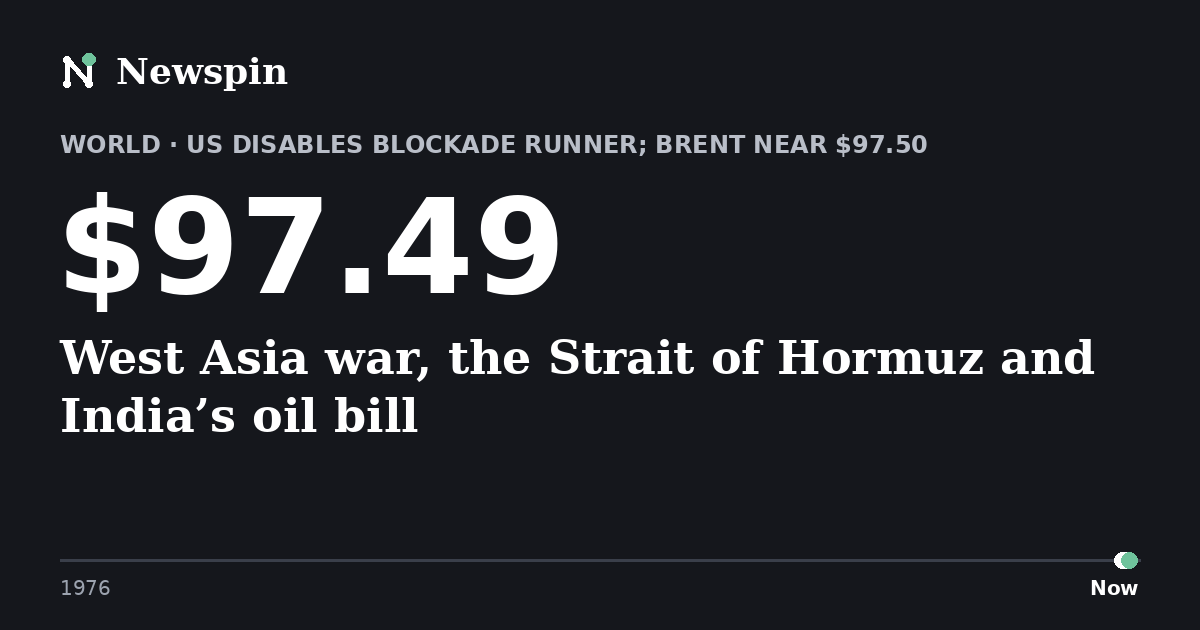 Newspin
WORLD · US DISABLES BLOCKADE RUNNER; BRENT NEAR $97.50
$97.49
West Asia war, the Strait of Hormuz and
India’s oil bill
1976
Now